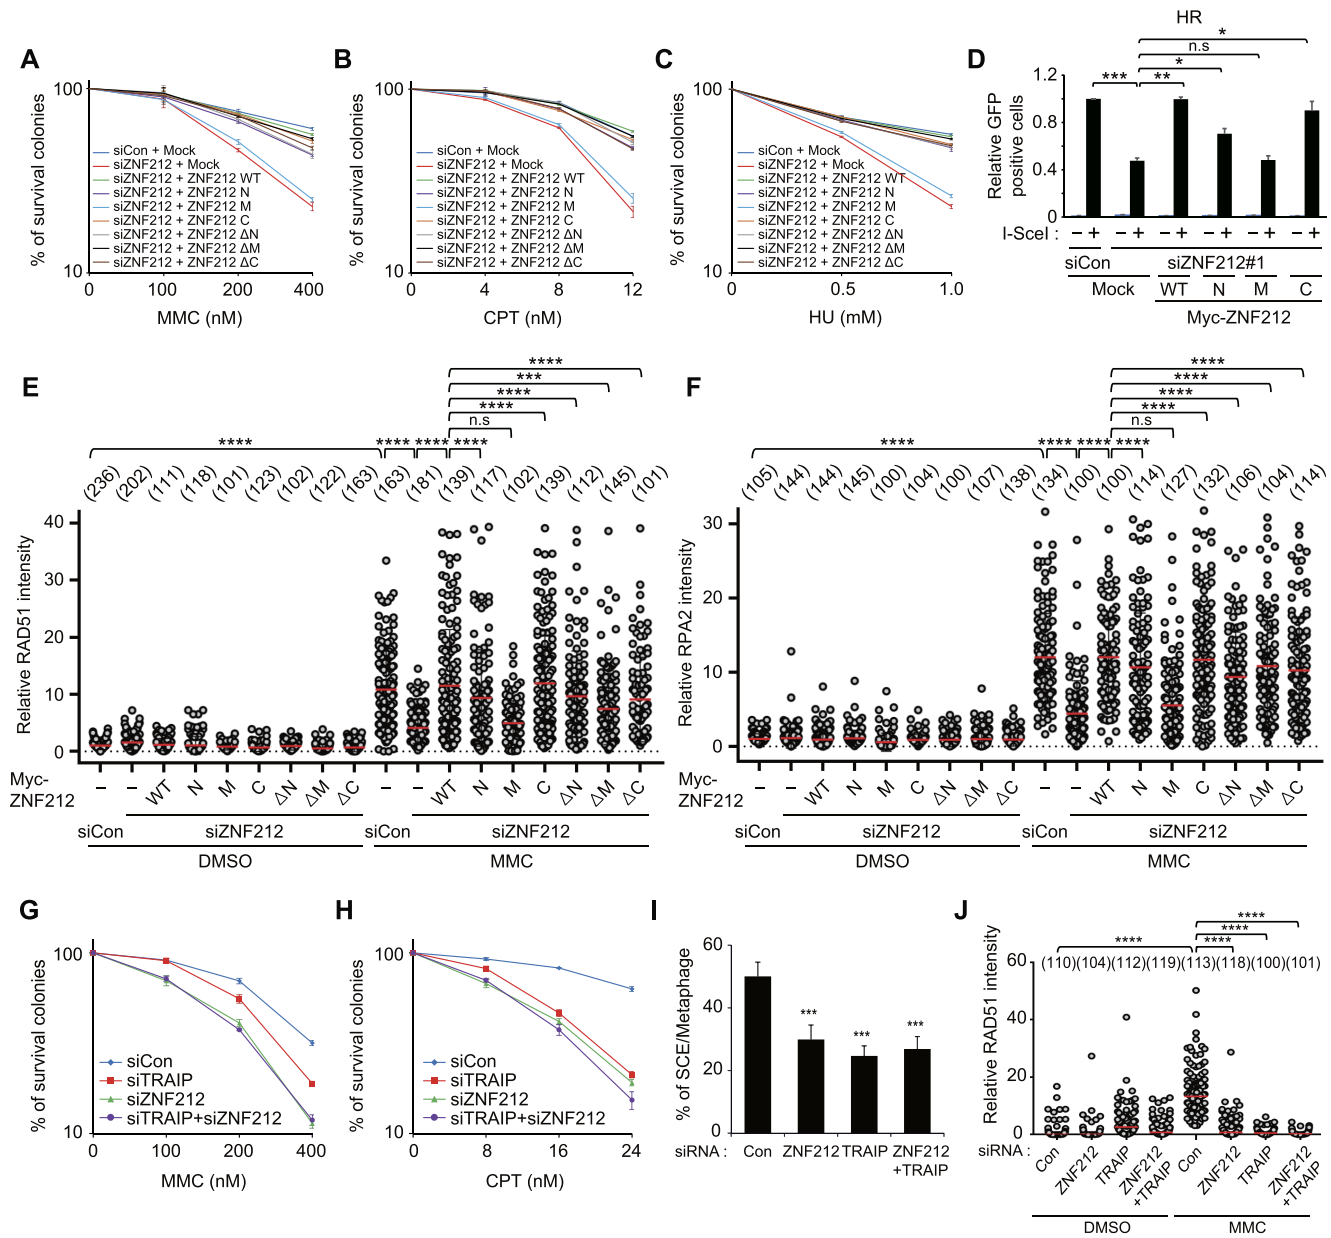 A
% of survival colonies
100
10
siCon + Mock
siZNF212 + Mock
siZNF212 + ZNF212 WT
siZNF212 + ZNF212 N
siZNF212 + ZNF212 M
siZNF212 + ZNF212 C
siZNF212 + ZNF212 ΔN
siZNF212 + ZNF212 ΔM
siZNF212 + ZNF212 ΔC
0 100 200 400
MMC (nM)
B
% of survival colonies
100
10
siCon + Mock
siZNF212 + Mock
siZNF212 + ZNF212 WT
siZNF212 + ZNF212 N
siZNF212 + ZNF212 M
siZNF212 + ZNF212 C
siZNF212 + ZNF212 ΔN
siZNF212 + ZNF212 ΔM
siZNF212 + ZNF212 ΔC
0 4 8 12
CPT (nM)
C
% of survival colonies
100
10
siCon + Mock
siZNF212 + Mock
siZNF212 + ZNF212 WT
siZNF212 + ZNF212 N
siZNF212 + ZNF212 M
siZNF212 + ZNF212 C
siZNF212 + ZNF212 ΔN
siZNF212 + ZNF212 ΔM
siZNF212 + ZNF212 ΔC
0 0.5 1.0
HU (mM)
D
HR
*
n.s
*
*** **
Relative GFP
positive cells
1.2
0.8
0.4
0
I-SceI : – + – + – + – + – + – +
siCon siZNF212#1
Mock WT N M C
Myc-ZNF212
E
****
***
****
****
n.s
**** **** **** ****
(236) (202) (111) (118) (101) (123) (102) (122) (163) (163) (181) (139) (117) (102) (139) (112) (145) (101)
Relative RAD51 intensity
40
30
20
10
0
Myc-
ZNF212
– – WT N M C ΔN ΔM ΔC – – WT N M C ΔN ΔM ΔC
siCon siZNF212 siCon siZNF212
DMSO MMC
F
****
****
****
****
n.s
**** **** **** ****
(105) (144) (144) (145) (100) (104) (100) (107) (138) (134) (100) (100) (114) (127) (132) (106) (104) (114)
Relative RPA2 intensity
30
20
10
0
Myc-
ZNF212
– – WT N M C ΔN ΔM ΔC – – WT N M C ΔN ΔM ΔC
siCon siZNF212 siCon siZNF212
DMSO MMC
G
% of survival colonies
100
10
siCon
siTRAIP
siZNF212
siTRAIP+siZNF212
0 100 200 400
MMC (nM)
H
% of survival colonies
100
10
siCon
siTRAIP
siZNF212
siTRAIP+siZNF212
0 8 16 24
CPT (nM)
I
% of SCE/Metaphage
60
40
20
0
*** *** ***
siRNA : Con ZNF212 TRAIP ZNF212
+TRAIP
J
****
****
**** ****
(110) (104) (112) (119) (113) (118) (100) (101)
Relative RAD51 intensity
60
40
20
0
siRNA : Con ZNF212 TRAIP ZNF212 +TRAIP Con ZNF212 TRAIP ZNF212 +TRAIP
DMSO MMC